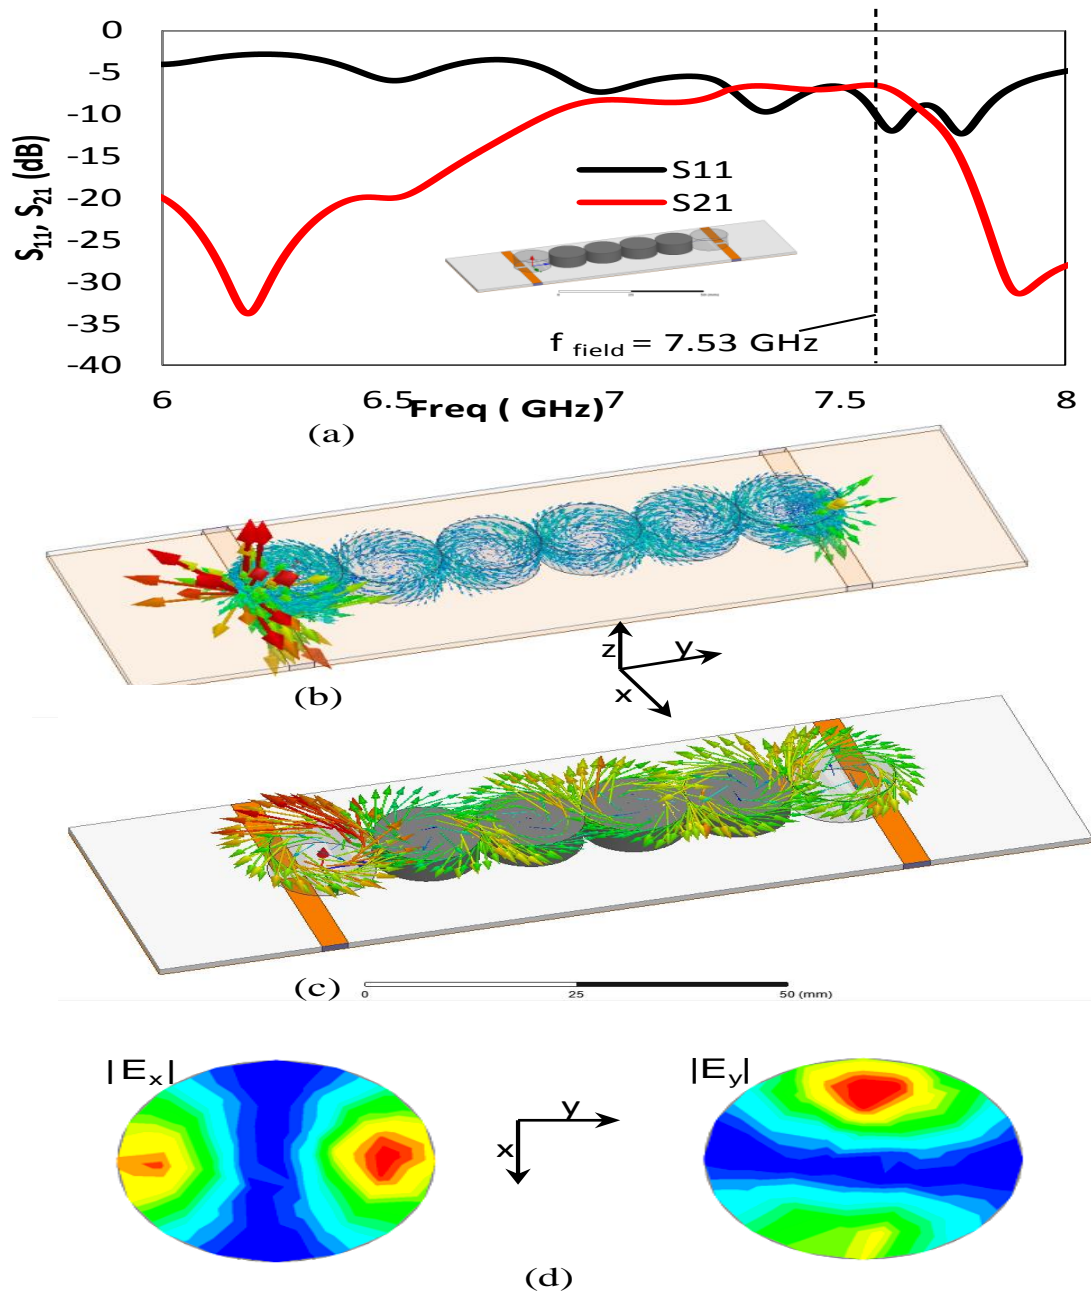 0
-5
-10
-15
-20
-25
-30
-35
-40
S11, S21 (dB)
S11
S21
f field = 7.53 GHz
6 6.5 7 7.5 8
Freq ( GHz)
(a)
z y
x
(b)
(c) 0 25 50 (mm)
|Ex| |Ey|
y
x
(d)